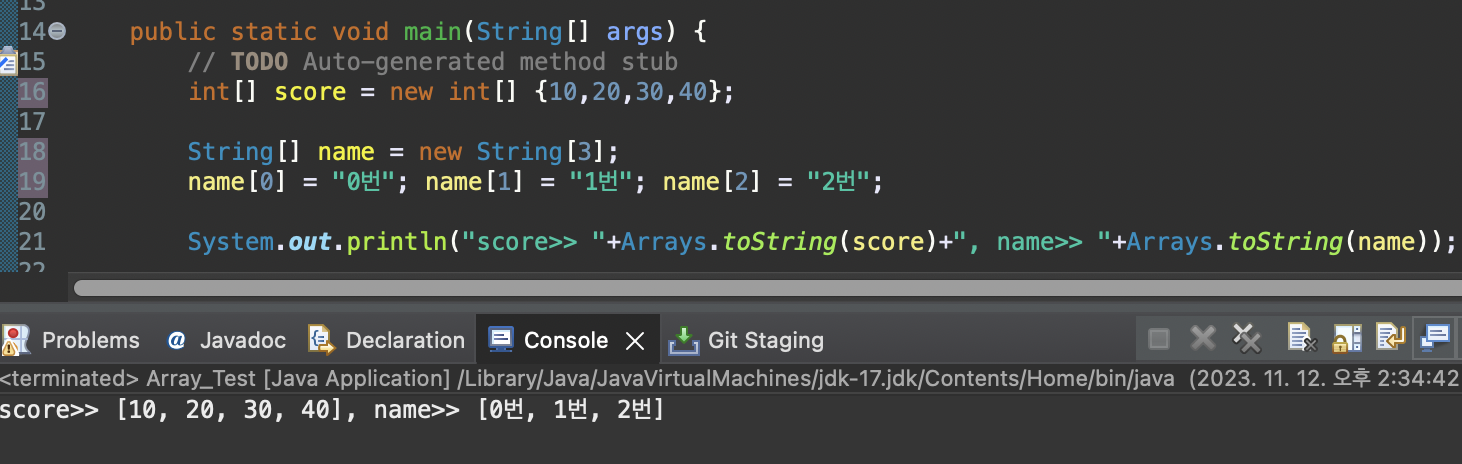 13
14 public static void main(String[] args) {
15 // TODO Auto-generated method stub
16 int[] score = new int[] {10,20,30,40};
17
18 String[] name = new String[3];
19 name[0] = "0번"; name[1] = "1번"; name[2] = "2번";
20
21 System.out.println("score>> "+Arrays.toString(score)+", name>> "+Arrays.toString(name));
22
Problems @ Javadoc Declaration Console Git Staging
<terminated> Array_Test [Java Application] /Library/Java/JavaVirtualMachines/jdk-17.jdk/Contents/Home/bin/java (2023. 11. 12. 오후 2:34:42
score>> [10, 20, 30, 40], name>> [0번, 1번, 2번]